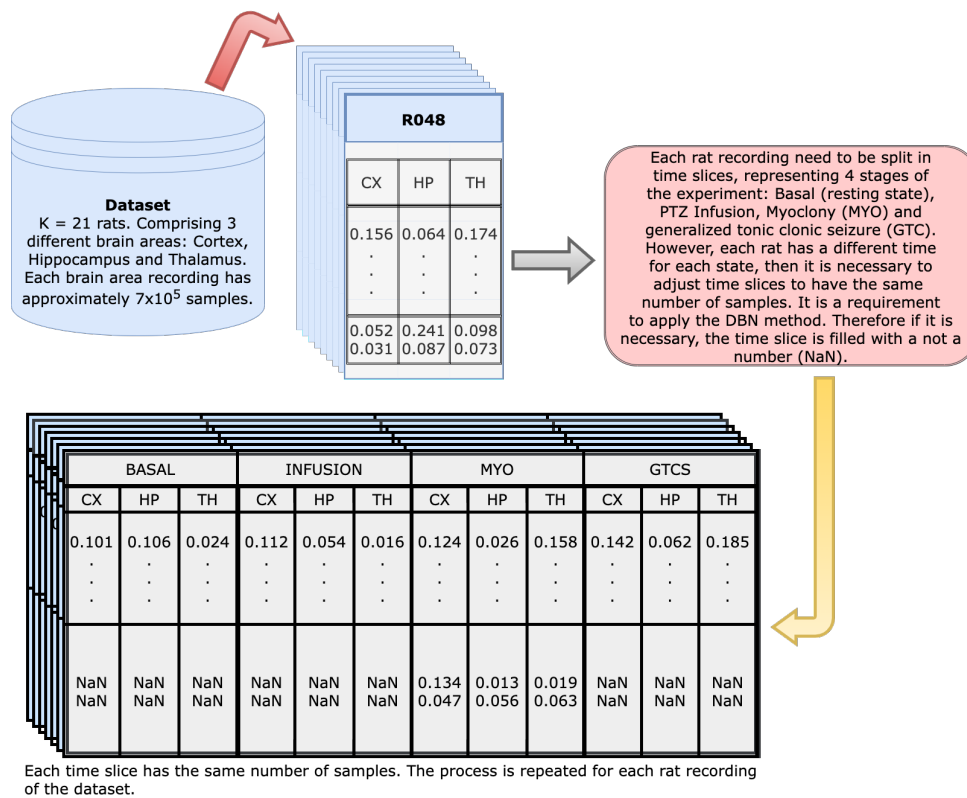 Dataset
K = 21 rats. Comprising 3
different brain areas: Cortex,
Hippocampus and Thalamus.
Each brain area recording has
approximately 7x10⁵ samples.
R048
CX HP TH
0.156 0.064 0.174
. . .
. . .
. . .
0.052 0.241 0.098
0.031 0.087 0.073
Each rat recording need to be split in
time slices, representing 4 stages of
the experiment: Basal (resting state),
PTZ Infusion, Myoclony (MYO) and
generalized tonic clonic seizure (GTC).
However, each rat has a different time
for each state, then it is necessary to
adjust time slices to have the same
number of samples. It is a requirement
to apply the DBN method. Therefore if it is
necessary, the time slice is filled with a not a
number (NaN).
BASAL INFUSION MYO GTCS
CX HP TH CX HP TH CX HP TH CX HP TH
0.101 0.106 0.024 0.112 0.054 0.016 0.124 0.026 0.158 0.142 0.062 0.185
. . . . . . . . . . . .
. . . . . . . . . . . .
. . . . . . . . . . . .
NaN NaN NaN NaN NaN NaN 0.134 0.013 0.019 NaN NaN NaN
NaN NaN NaN NaN NaN NaN 0.047 0.056 0.063 NaN NaN NaN
Each time slice has the same number of samples. The process is repeated for each rat recording
of the dataset.